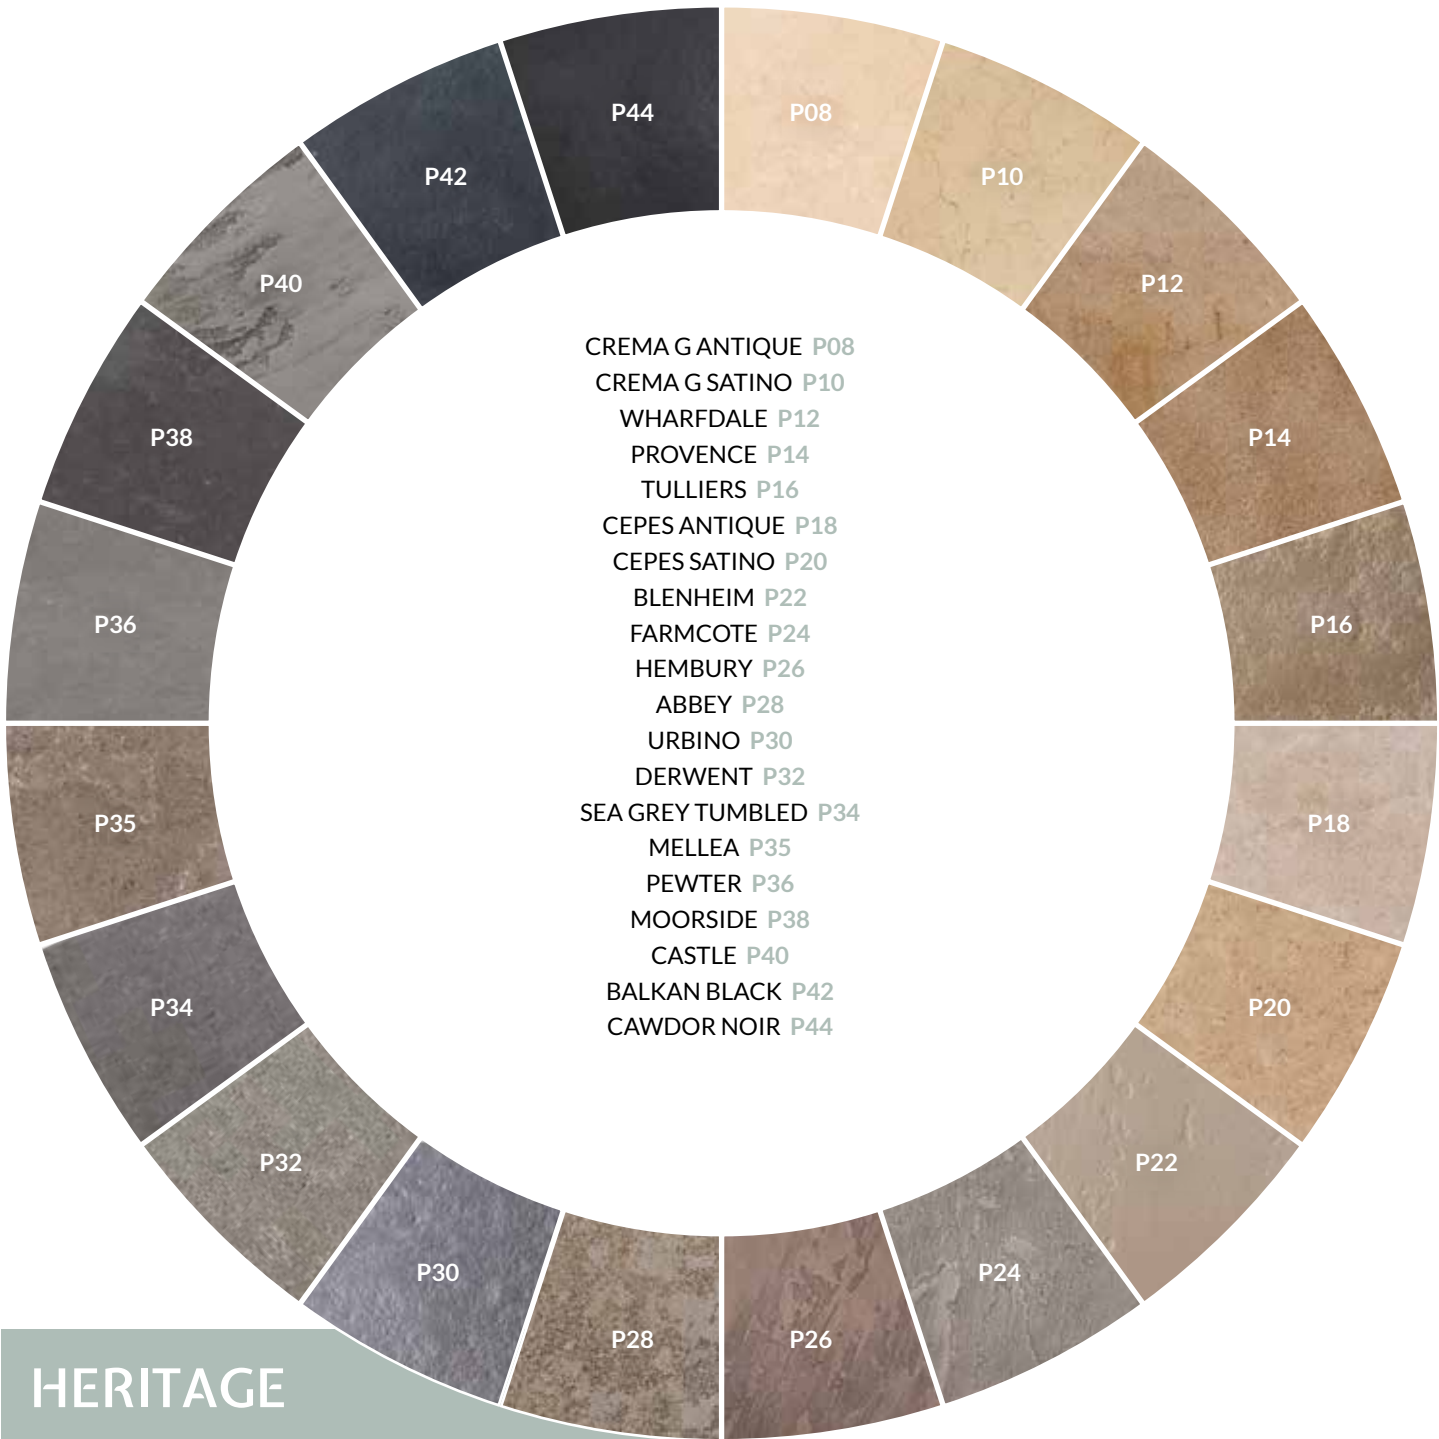 P44
P08
P42
P10
P40
P12
P38
P14
P36
P16
P35
P18
P34
P20
P32
P22
P30
P24
P28
P26
CREMA G ANTIQUE P08
CREMA G SATINO P10
WHARFDALE P12
PROVENCE P14
TULLIERS P16
CEPES ANTIQUE P18
CEPES SATINO P20
BLENHEIM P22
FARMCOTE P24
HEMBURY P26
ABBEY P28
URBINO P30
DERWENT P32
SEA GREY TUMBLED P34
MELLEA P35
PEWTER P36
MOORSIDE P38
CASTLE P40
BALKAN BLACK P42
CAWDOR NOIR P44
HERITAGE